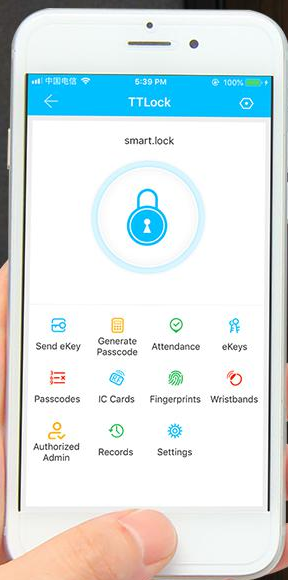 中国电信 5:39 PM 100%
TTLock
smart.lock
Send eKey
Generate
Passcode
Attendance
eKeys
Passcodes
IC Cards
Fingerprints
Wristbands
Authorized
Admin
Records
Settings